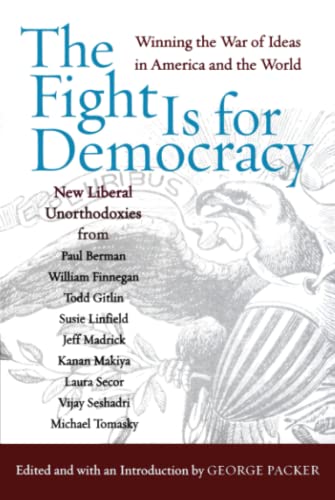 The
Fight
Is for
Democracy
Winning the War of Ideas
in America and the World
PLURIBUS
New Liberal
Unorthodoxies
from
Paul Berman
William Finnegan
Todd Gitlin
Susie Linfield
Jeff Madrick
Kanan Makiya
Laura Secor
Vijay Seshadri
Michael Tomasky
Edited and with an Introduction by GEORGE PACKER